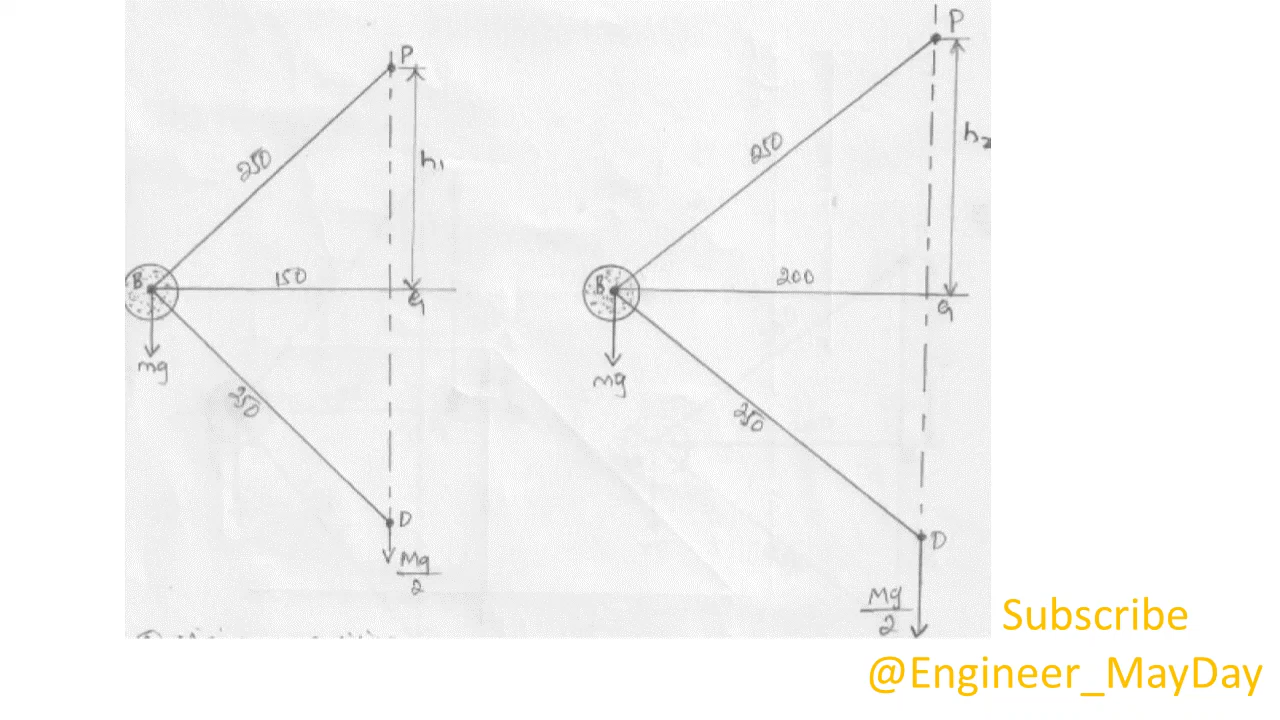 P
250
h₁
B
150
G
mg
250
D
Mg
2
P
250
h₂
B
200
G
mg
250
D
Mg
2
Subscribe
@Engineer_MayDay